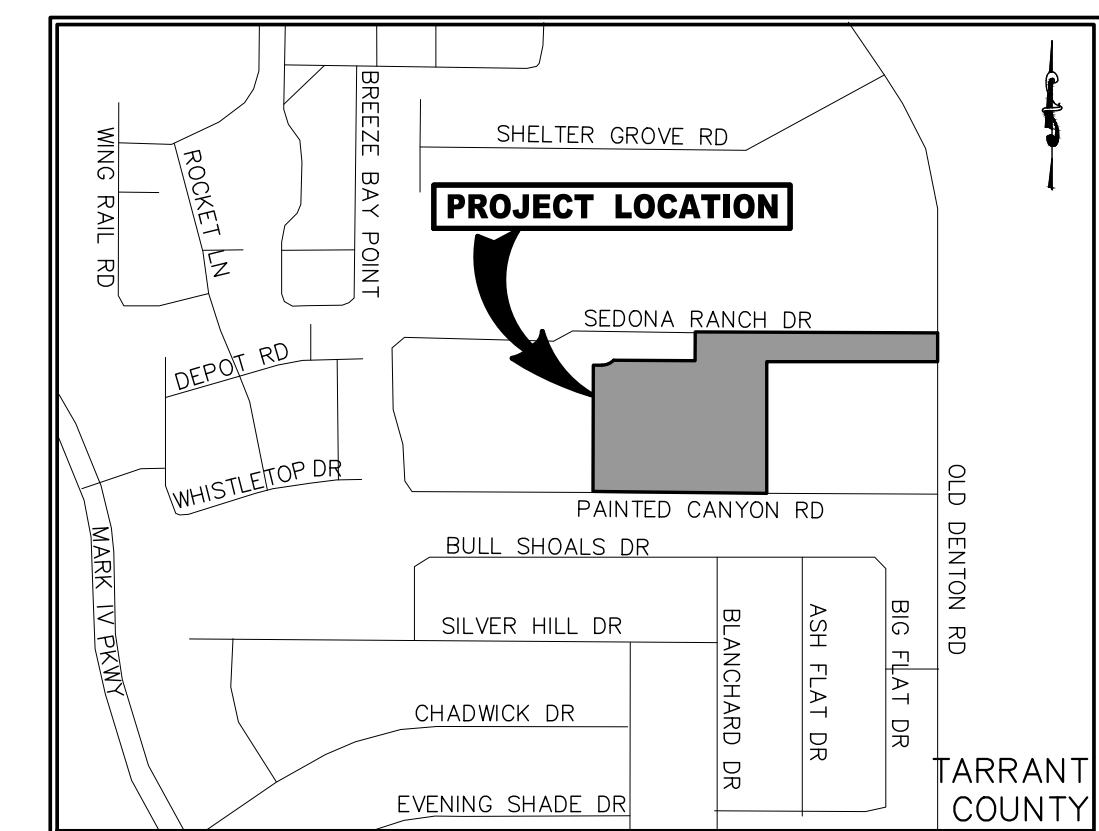 BREEZE BAY POINT
WING RAIL RD
ROCKET LN
SHELTER GROVE RD
PROJECT LOCATION
SEDONA RANCH DR
DEPOT RD
WHISTLETOP DR
PAINTED CANYON RD
OLD DENTON RD
MARK IV PKWY
BULL SHOALS DR
SILVER HILL DR
BLANCHARD DR
ASH FLAT DR
BIG FLAT DR
CHADWICK DR
EVENING SHADE DR
TARRANT
COUNTY